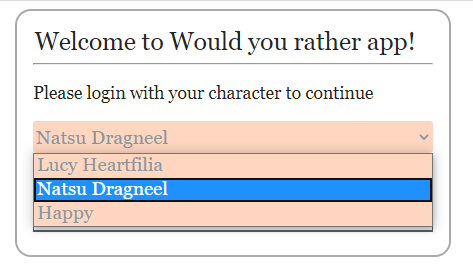 Welcome to Would you rather app!
Please login with your character to continue
Natsu Dragneel
Lucy Heartfilia
Natsu Dragneel
Happy